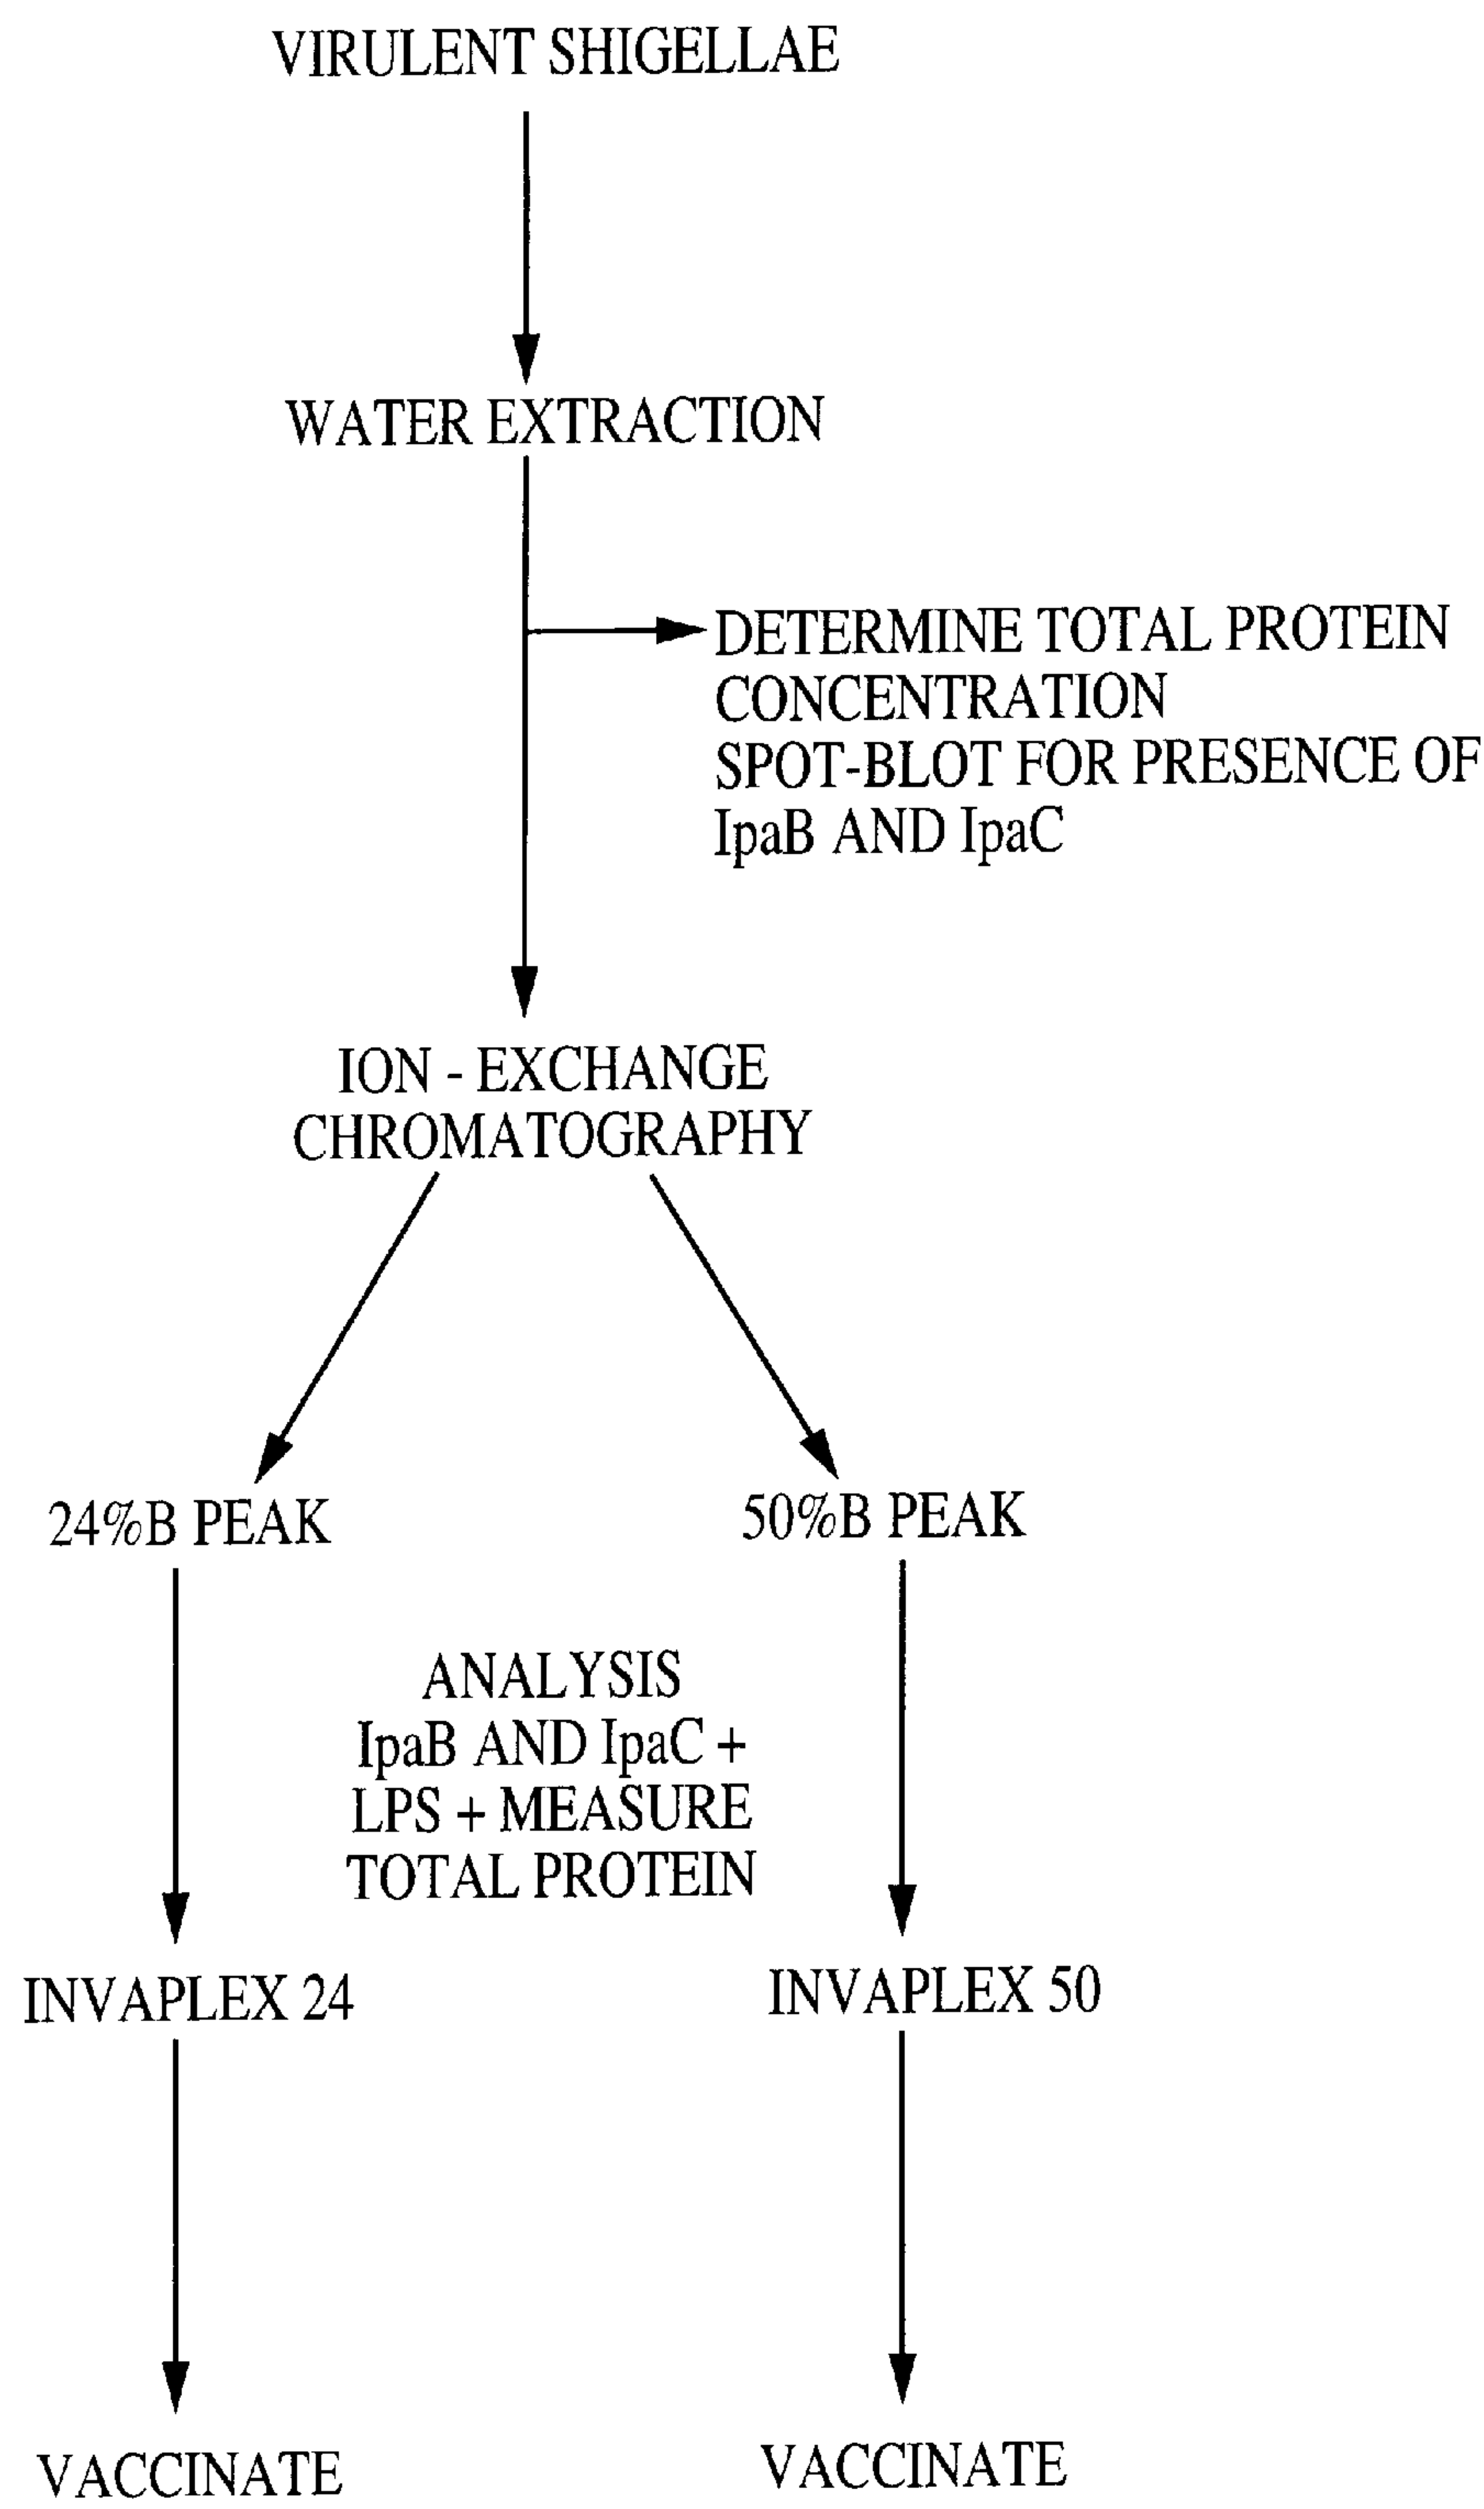 VIRULENT SHIGELLAE
WATER EXTRACTION
DETERMINE TOTAL PROTEIN
CONCENTRATION
SPOT-BLOT FOR PRESENCE OF
IpaB AND IpaC
ION - EXCHANGE
CHROMATOGRAPHY
24%B PEAK
50%B PEAK
ANALYSIS
IpaB AND IpaC +
LPS + MEASURE
TOTAL PROTEIN
INVAPLEX 24
INVAPLEX 50
VACCINATE
VACCINATE